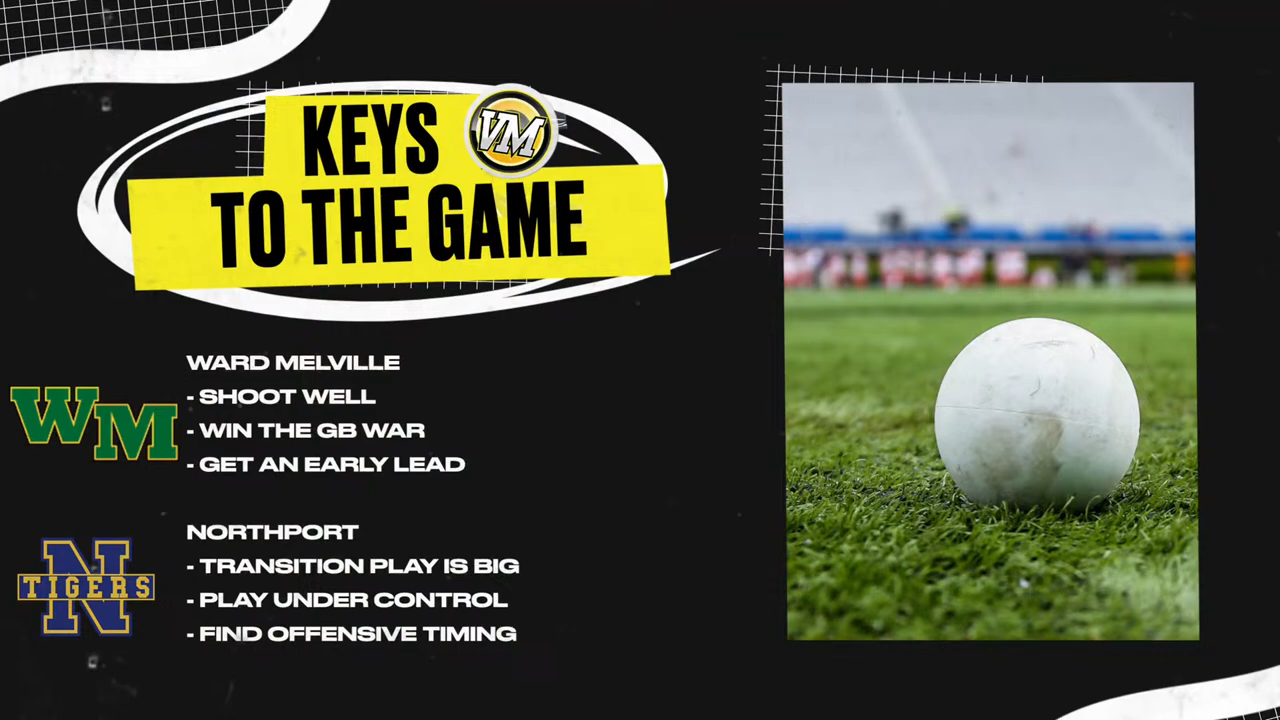 KEYS
VM
TO THE GAME
WARD MELVILLE
- SHOOT WELL
WM
- WIN THE GB WAR
- GET AN EARLY LEAD
NORTHPORT
- TRANSITION PLAY IS BIG
N
TIGERS
- PLAY UNDER CONTROL
- FIND OFFENSIVE TIMING